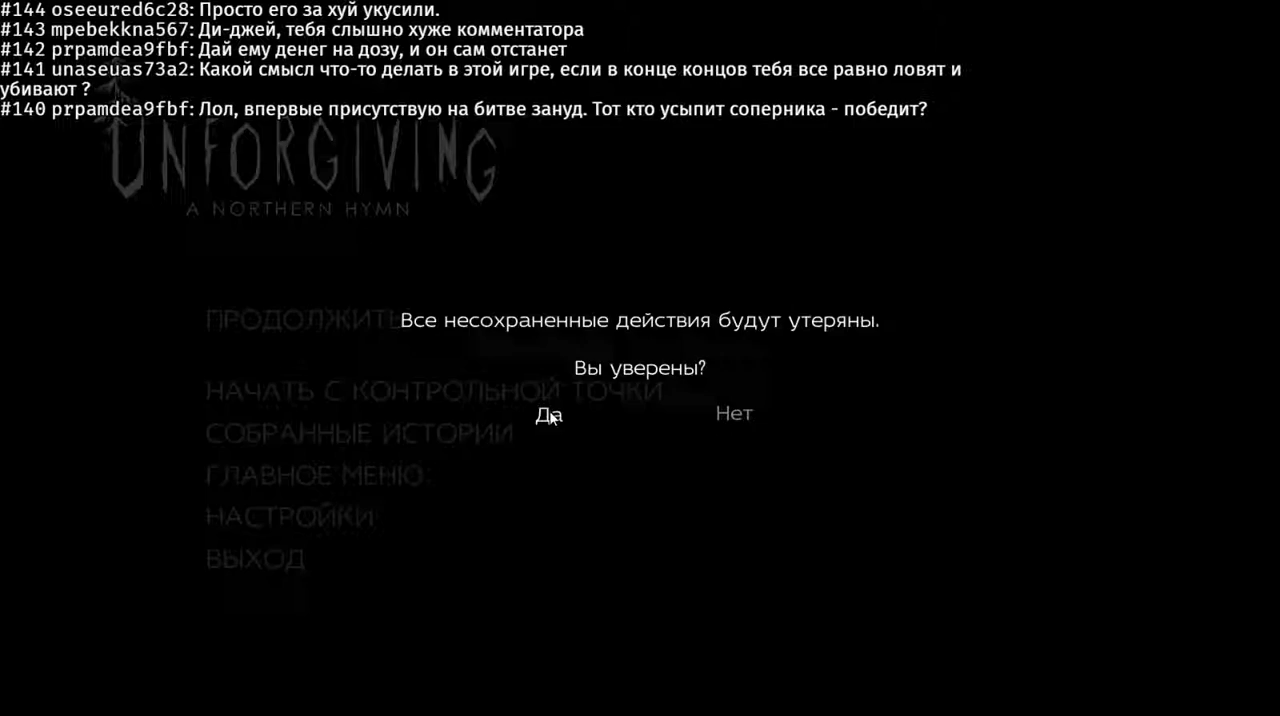 #144 oseeured6c28: Просто его за хуй укусили.
#143 mpebekkna567: Ди-джей, тебя слышно хуже комментатора
#142 prpamdea9fbf: Дай ему денег на дозу, и он сам отстанет
#141 unaseuas73a2: Какой смысл что-то делать в этой игре, если в конце концов тебя все равно ловят и
убивают ?
#140 prpamdea9fbf: Лол, впервые присутствую на битве зануд. Тот кто усыпит соперника - победит?
UNFORGIVING
A NORTHERN HYMN
ПРОДОЛЖИТЬ
Все несохраненные действия будут утеряны.
Вы уверены?
НАЧАТЬ С КОНТРОЛЬНОЙ ТОЧКИ
Да Нет
СОБРАННЫЕ ИСТОРИИ
ГЛАВНОЕ МЕНЮ
НАСТРОЙКИ
ВЫХОД